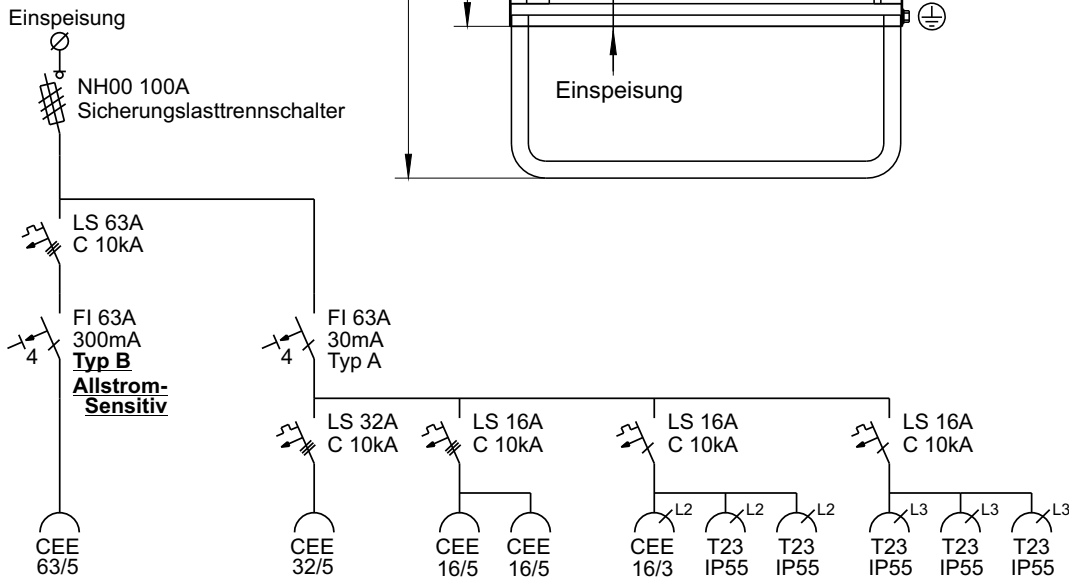 Einspeisung
NH00 100A
Sicherungslasttrennschalter
Einspeisung
LS 63A
C 10kA
FI 63A
300mA
Typ B
Allstrom-
Sensitiv
4
FI 63A
30mA
Typ A
4
LS 32A
C 10kA
LS 16A
C 10kA
LS 16A
C 10kA
LS 16A
C 10kA
L2
L2
L2
L3
L3
L3
CEE
63/5
CEE
32/5
CEE
16/5
CEE
16/5
CEE
16/3
T23
IP55
T23
IP55
T23
IP55
T23
IP55
T23
IP55